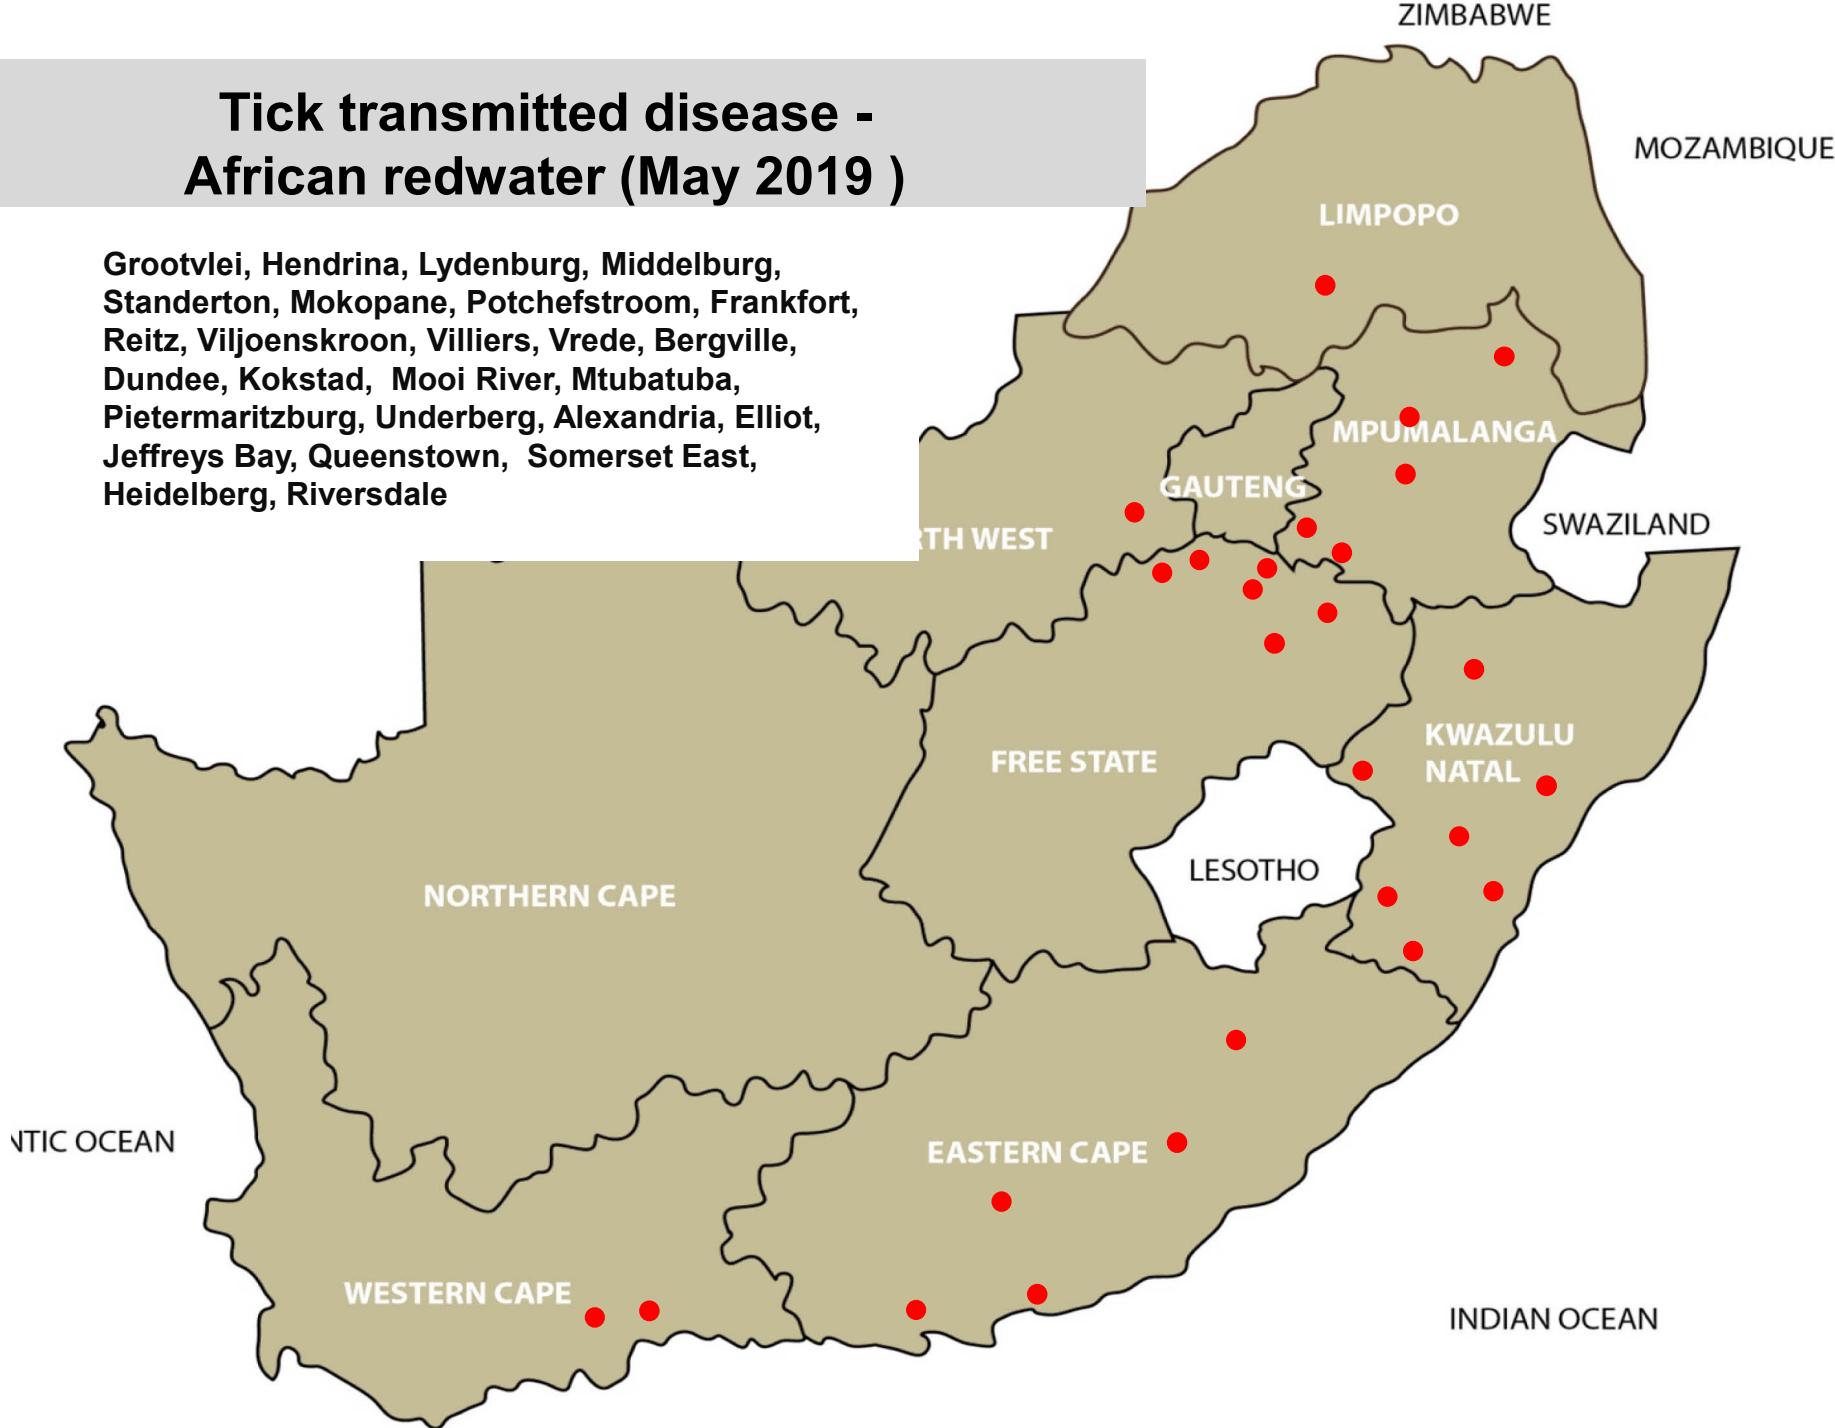 ZIMBABWE
Tick transmitted disease -
African redwater (May 2019 )
MOZAMBIQUE
LIMPOPO
Grootvlei, Hendrina, Lydenburg, Middelburg,
Standerton, Mokopane, Potchefstroom, Frankfort,
Reitz, Viljoenskroon, Villiers, Vrede, Bergville,
Dundee, Kokstad,  Mooi River, Mtubatuba,
Pietermaritzburg, Underberg, Alexandria, Elliot,
Jeffreys Bay, Queenstown,  Somerset East,
Heidelberg, Riversdale
MPUMALANGA
GAUTENG
SWAZILAND
RTH WEST
KWAZULU
NATAL
FREE STATE
LESOTHO
NORTHERN CAPE
NTIC OCEAN
EASTERN CAPE
WESTERN CAPE
INDIAN OCEAN